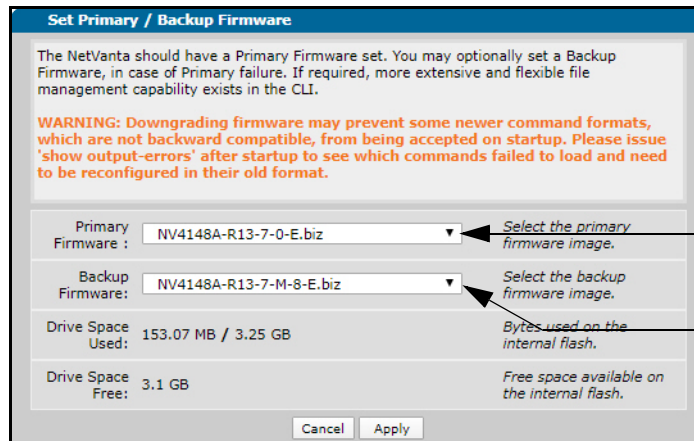 Set Primary / Backup Firmware
The NetVanta should have a Primary Firmware set. You may optionally set a Backup
Firmware, in case of Primary failure. If required, more extensive and flexible file
management capability exists in the CLI.
WARNING: Downgrading firmware may prevent some newer command formats,
which are not backward compatible, from being accepted on startup. Please issue
'show output-errors' after startup to see which commands failed to load and need
to be reconfigured in their old format.
Primary
Firmware :
NV4148A-R13-7-0-E.biz
Select the primary
firmware image.
Backup
Firmware:
NV4148A-R13-7-M-8-E.biz
Select the backup
firmware image.
Drive Space
Used:
153.07 MB / 3.25 GB
Bytes used on the
internal flash.
Drive Space
Free:
3.1 GB
Free space available on
the internal flash.
Cancel Apply